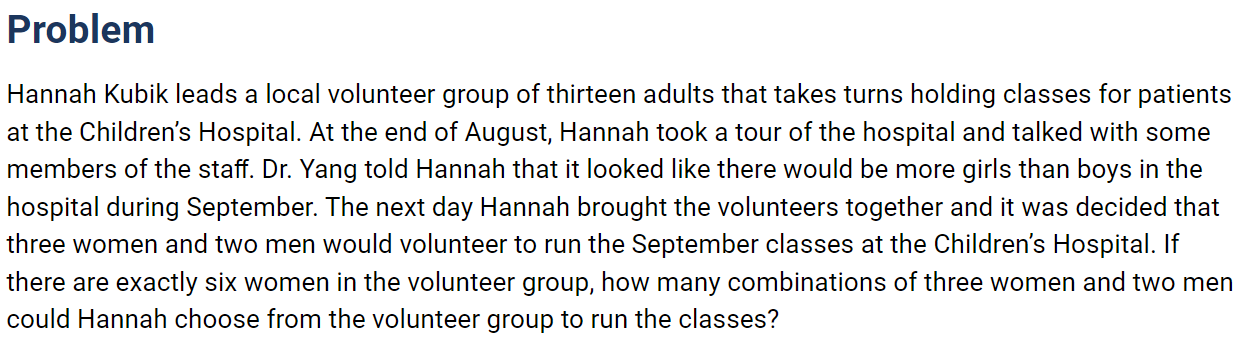 Problem
Hannah Kubik leads a local volunteer group of thirteen adults that takes turns holding classes for patients
at the Children’s Hospital. At the end of August, Hannah took a tour of the hospital and talked with some
members of the staff. Dr. Yang told Hannah that it looked like there would be more girls than boys in the
hospital during September. The next day Hannah brought the volunteers together and it was decided that
three women and two men would volunteer to run the September classes at the Children’s Hospital. If
there are exactly six women in the volunteer group, how many combinations of three women and two men
could Hannah choose from the volunteer group to run the classes?